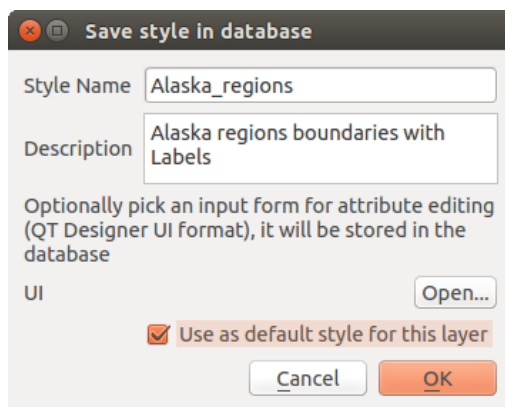 Save style in database
Style Name Alaska_regions
Description Alaska regions boundaries with
Labels
Optionally pick an input form for attribute editing
(QT Designer UI format), it will be stored in the
database
UI Open...
Use as default style for this layer
Cancel OK